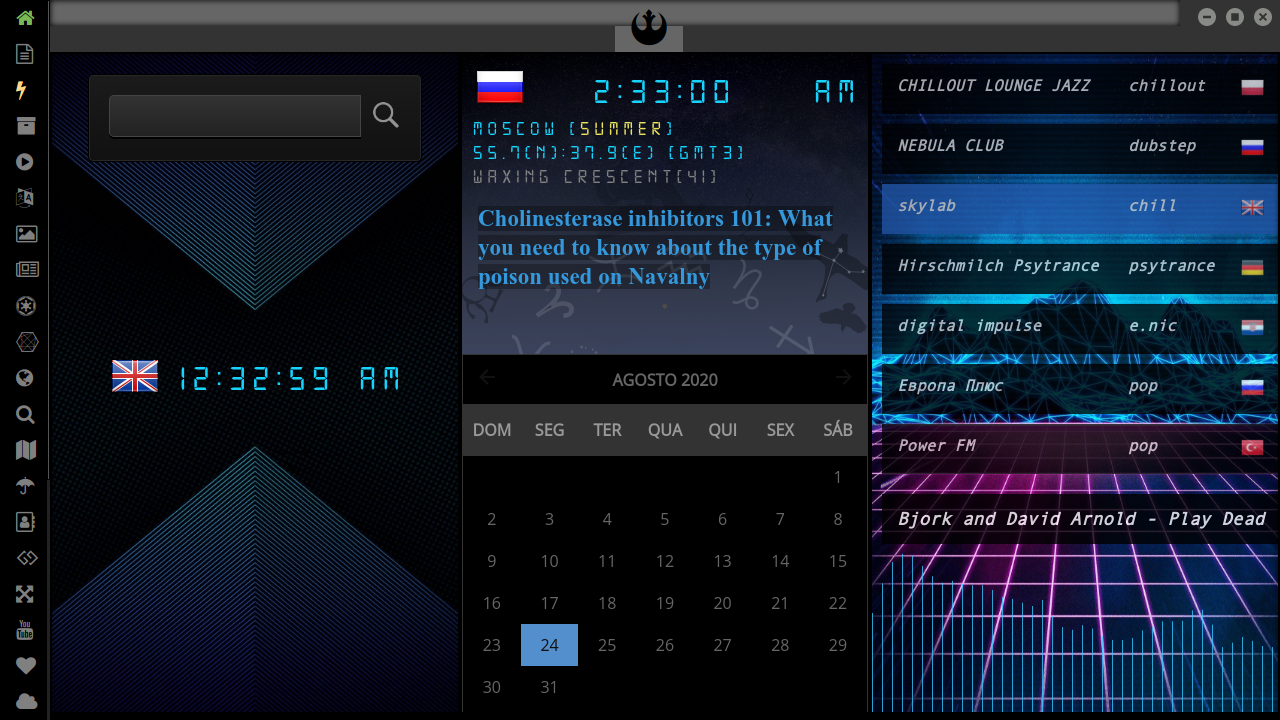 12:32:59 AM
2:33:00 AM
MOSCOW (SUMMER)
55.7(N):37.9(E) (GMT3)
WAXING CRESCENT(41)
Cholinesterase inhibitors 101: What
you need to know about the type of
poison used on Navalny
AGOSTO 2020
DOM SEG TER QUA QUI SEX SÁB
1
2 3 4 5 6 7 8
9 10 11 12 13 14 15
16 17 18 19 20 21 22
23 24 25 26 27 28 29
30 31
CHILLOUT LOUNGE JAZZ chillout
NEBULA CLUB dubstep
skylab chill
Hirschmilch Psytrance psytrance
digital impulse e.nic
Европа Плюс pop
Power FM pop
Bjork and David Arnold - Play Dead
You
Tube